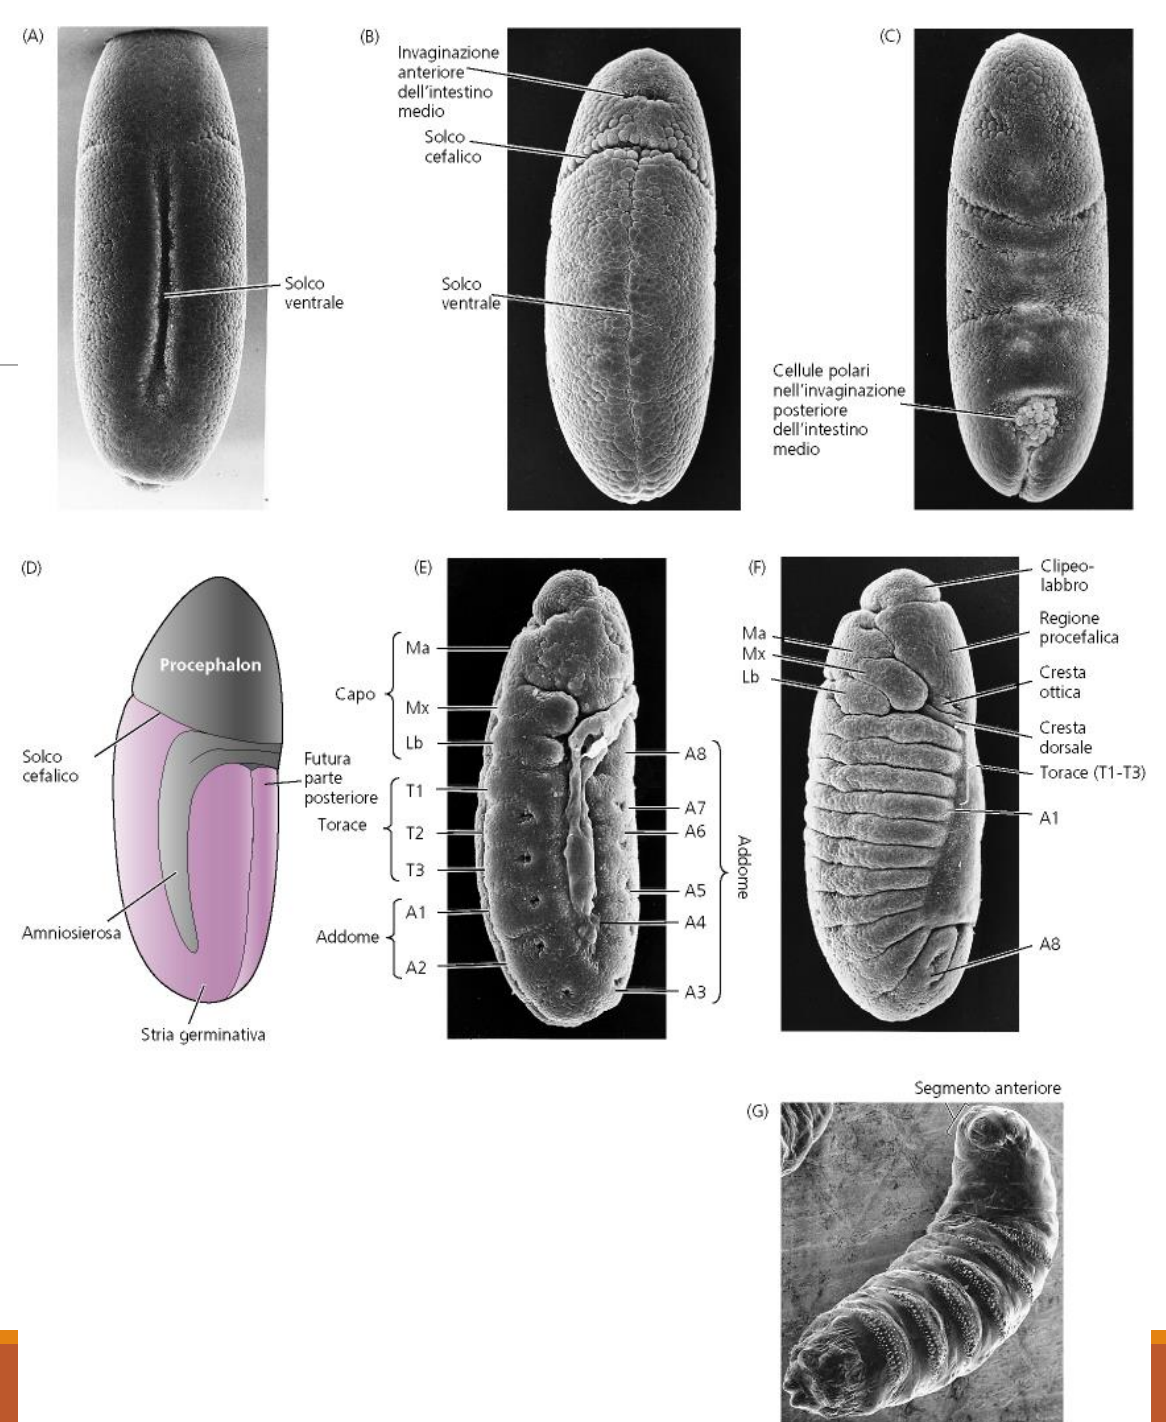 (A)
Solco
ventrale
(B)
Invaginazione
anteriore
dell'intestino
medio
Solco
cefalico
Solco
ventrale
(C)
Cellule polari
nell'invaginazione
posteriore
dell'intestino
medio
(D)
Procephalon
Solco
cefalico
Futura
parte
posteriore
Amniosierosa
Stria germinativa
(E)
Capo
Ma
Mx
Lb
Torace
T1
T2
T3
Addome
A1
A2
A8
A7
A6
A5
A4
A3
Addome
(F)
Ma
Mx
Lb
Clipeo-
labbro
Regione
procefalica
Cresta
ottica
Cresta
dorsale
Torace (T1-T3)
A1
A8
(G)
Segmento anteriore